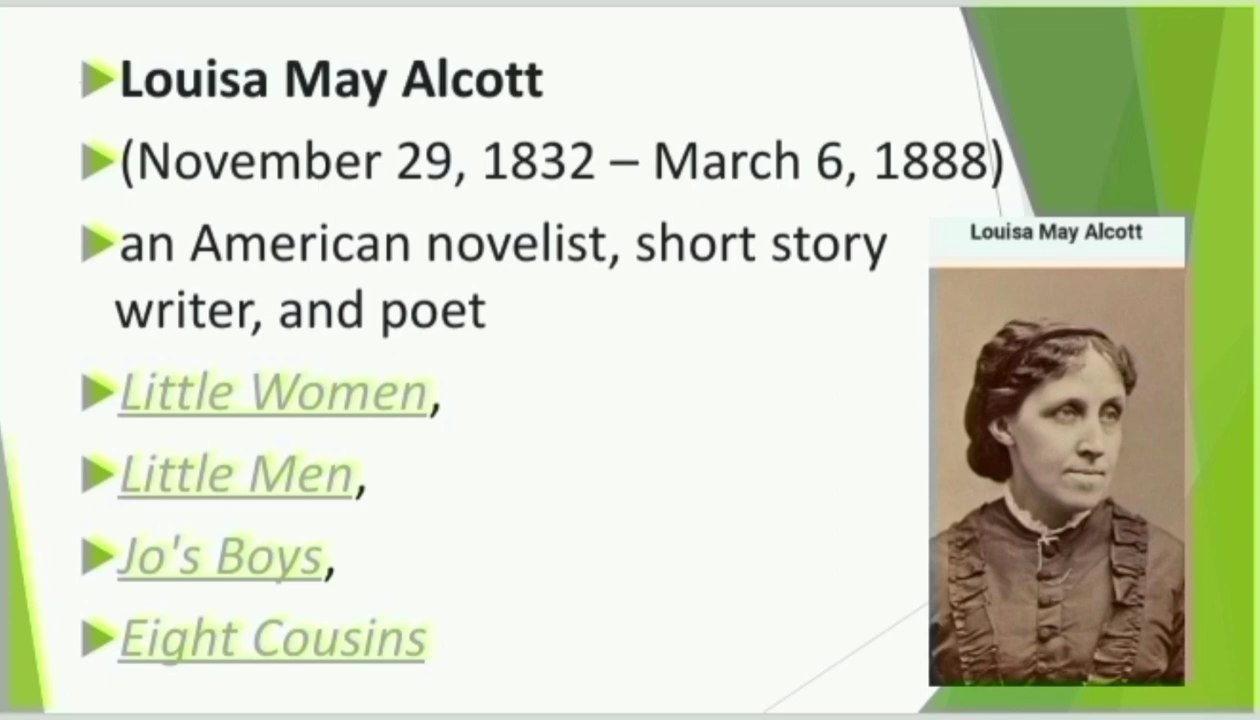 Louisa May Alcott
(November 29, 1832 – March 6, 1888)
an American novelist, short story
writer, and poet
Little Women,
Little Men,
Jo's Boys,
Eight Cousins
Louisa May Alcott